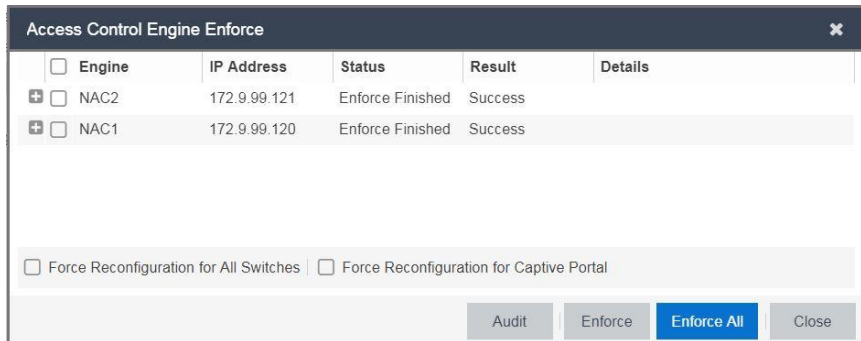 Access Control Engine Enforce
Engine IP Address Status Result Details
NAC2 172.9.99.121 Enforce Finished Success
NAC1 172.9.99.120 Enforce Finished Success
Force Reconfiguration for All Switches Force Reconfiguration for Captive Portal
Audit Enforce Enforce All Close